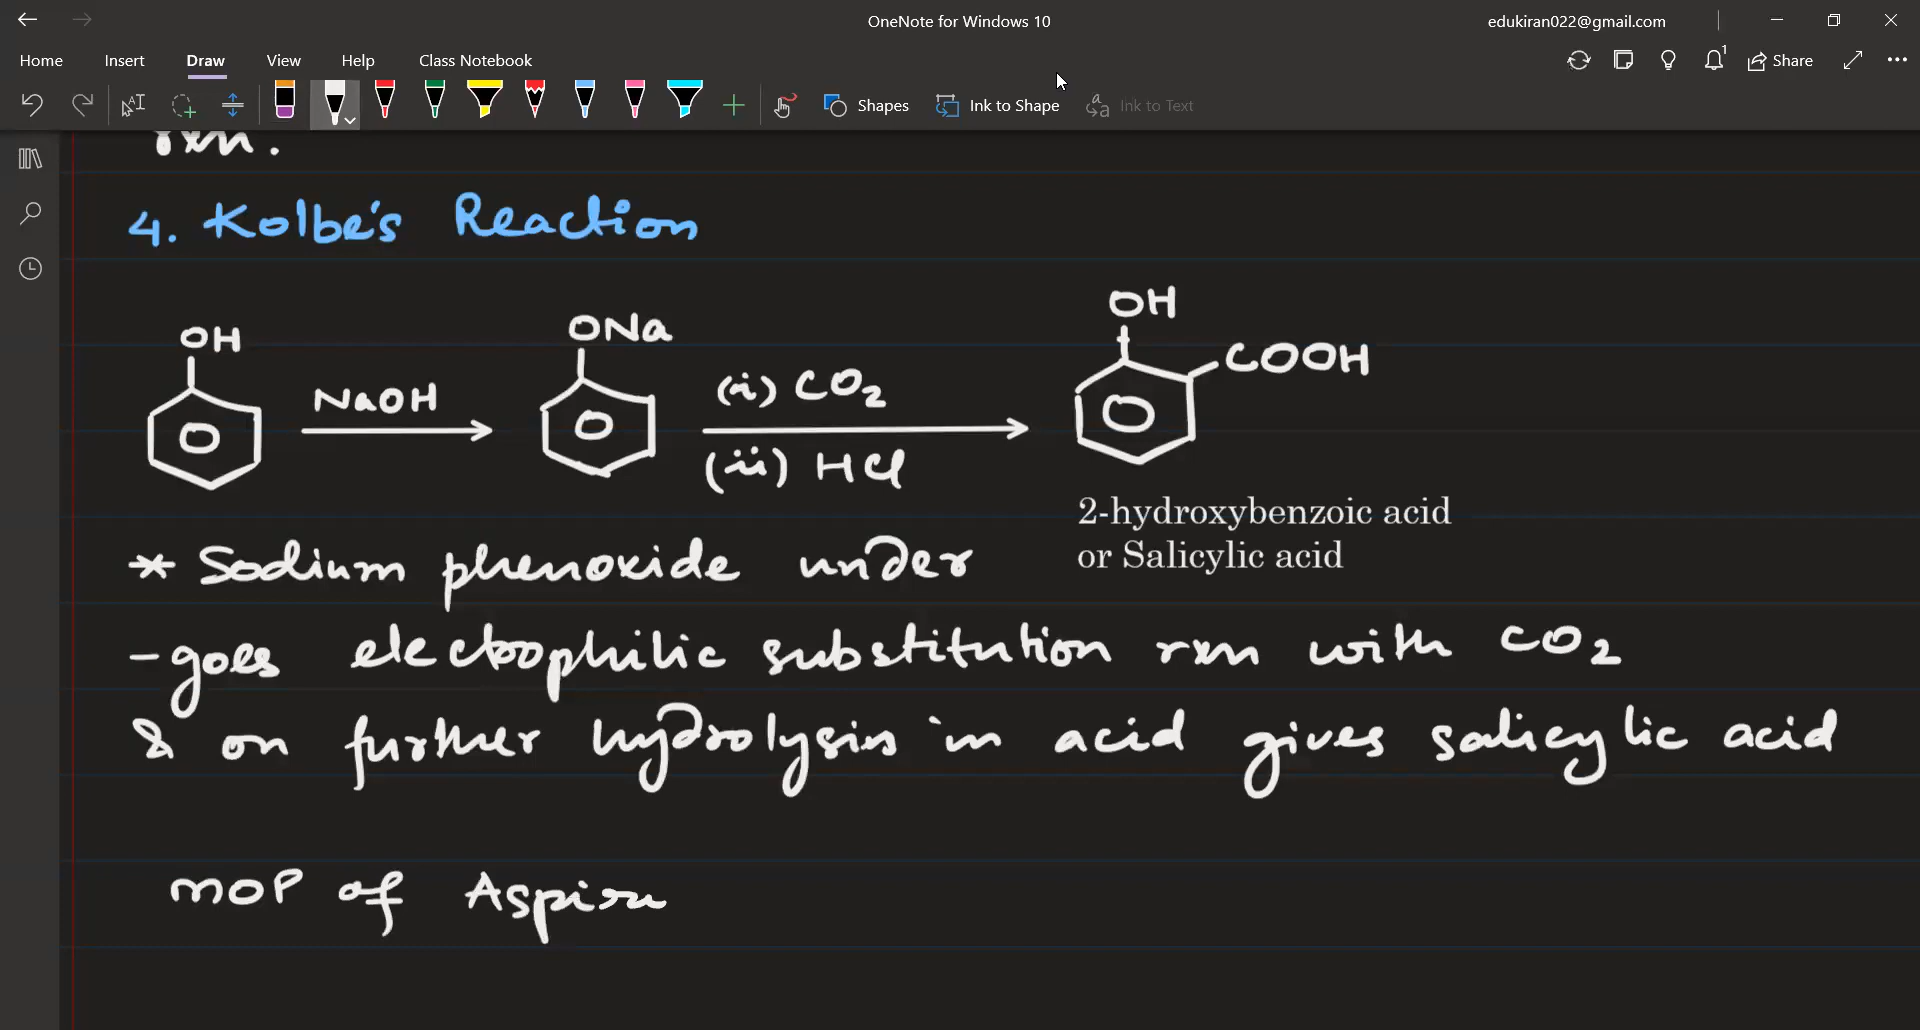 OneNote for Windows 10
edukiran022@gmail.com
Home Insert Draw View Help Class Notebook
1 Share
Shapes Ink to Shape Ink to Text
rxn.
4. Kolbe's Reaction
OH
ONa
OH
COOH
NaOH
(i) CO2
(ii) HCl
2-hydroxybenzoic acid
or Salicylic acid
* Sodium phenoxide under
-goes electrophilic substitution rxn with CO2
& on further hydrolysis in acid gives salicylic acid
MOP of Aspirin